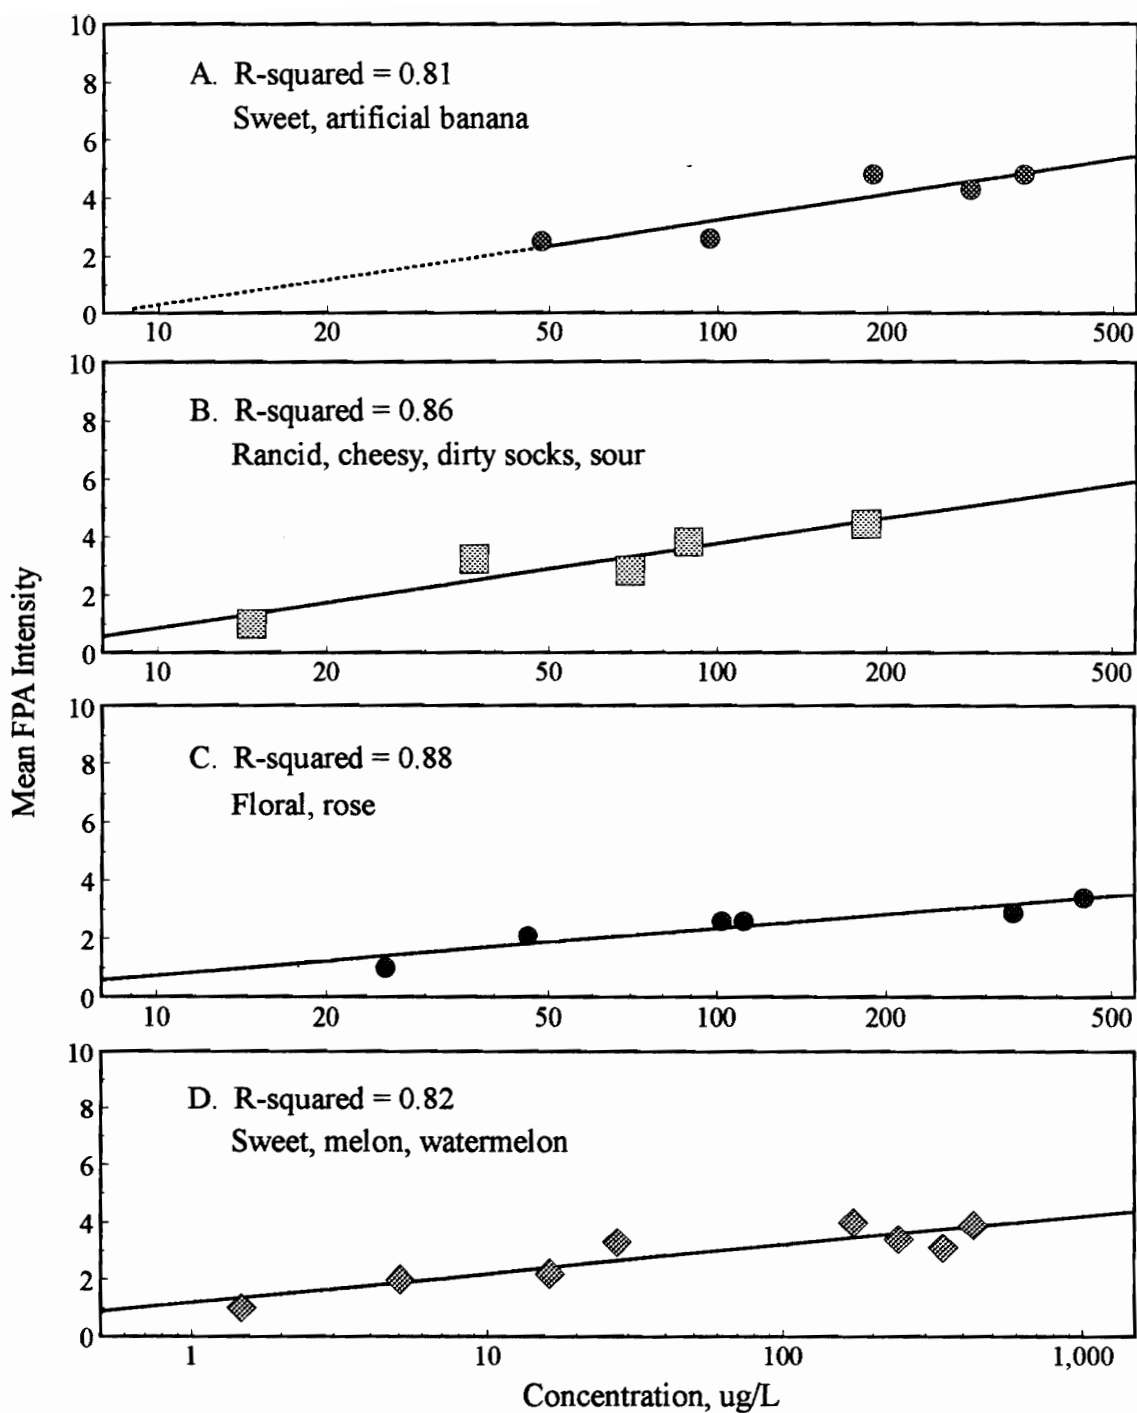 Mean FPA Intensity
10
8
6
4
2
0
A. R-squared = 0.81
Sweet, artificial banana
10 20 50 100 200 500
10
8
6
4
2
0
B. R-squared = 0.86
Rancid, cheesy, dirty socks, sour
10 20 50 100 200 500
10
8
6
4
2
0
C. R-squared = 0.88
Floral, rose
10 20 50 100 200 500
10
8
6
4
2
0
D. R-squared = 0.82
Sweet, melon, watermelon
1 10 100 1,000
Concentration, ug/L